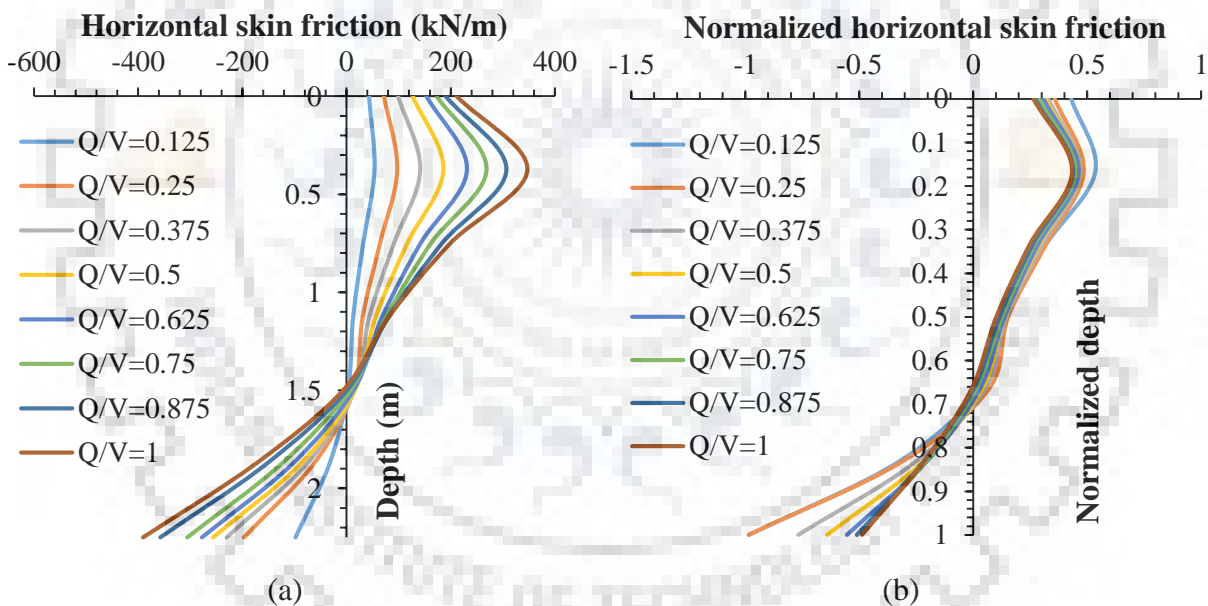 Horizontal skin friction (kN/m)
-600 -400 -200 0 200 400
0
0.5
1
1.5
2
Depth (m)
Q/V=0.125
Q/V=0.25
Q/V=0.375
Q/V=0.5
Q/V=0.625
Q/V=0.75
Q/V=0.875
Q/V=1
(a)
Normalized horizontal skin friction
-1.5 -1 -0.5 0 0.5 1
0
0.1
0.2
0.3
0.4
0.5
0.6
0.7
0.8
0.9
1
Normalized depth
Q/V=0.125
Q/V=0.25
Q/V=0.375
Q/V=0.5
Q/V=0.625
Q/V=0.75
Q/V=0.875
Q/V=1
(b)